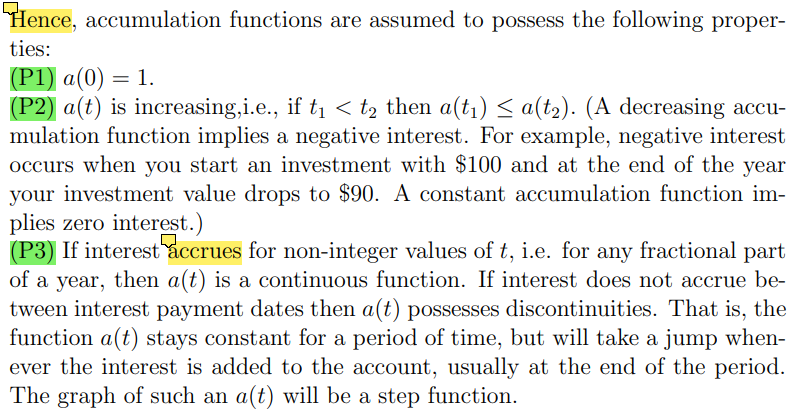 Hence, accumulation functions are assumed to possess the following proper-
ties:
(P1) a(0) = 1.
(P2) a(t) is increasing,i.e., if t₁ < t₂ then a(t₁) ≤ a(t₂). (A decreasing accu-
mulation function implies a negative interest. For example, negative interest
occurs when you start an investment with $100 and at the end of the year
your investment value drops to $90. A constant accumulation function im-
plies zero interest.)
(P3) If interest accrues for non-integer values of t, i.e. for any fractional part
of a year, then a(t) is a continuous function. If interest does not accrue be-
tween interest payment dates then a(t) possesses discontinuities. That is, the
function a(t) stays constant for a period of time, but will take a jump when-
ever the interest is added to the account, usually at the end of the period.
The graph of such an a(t) will be a step function.